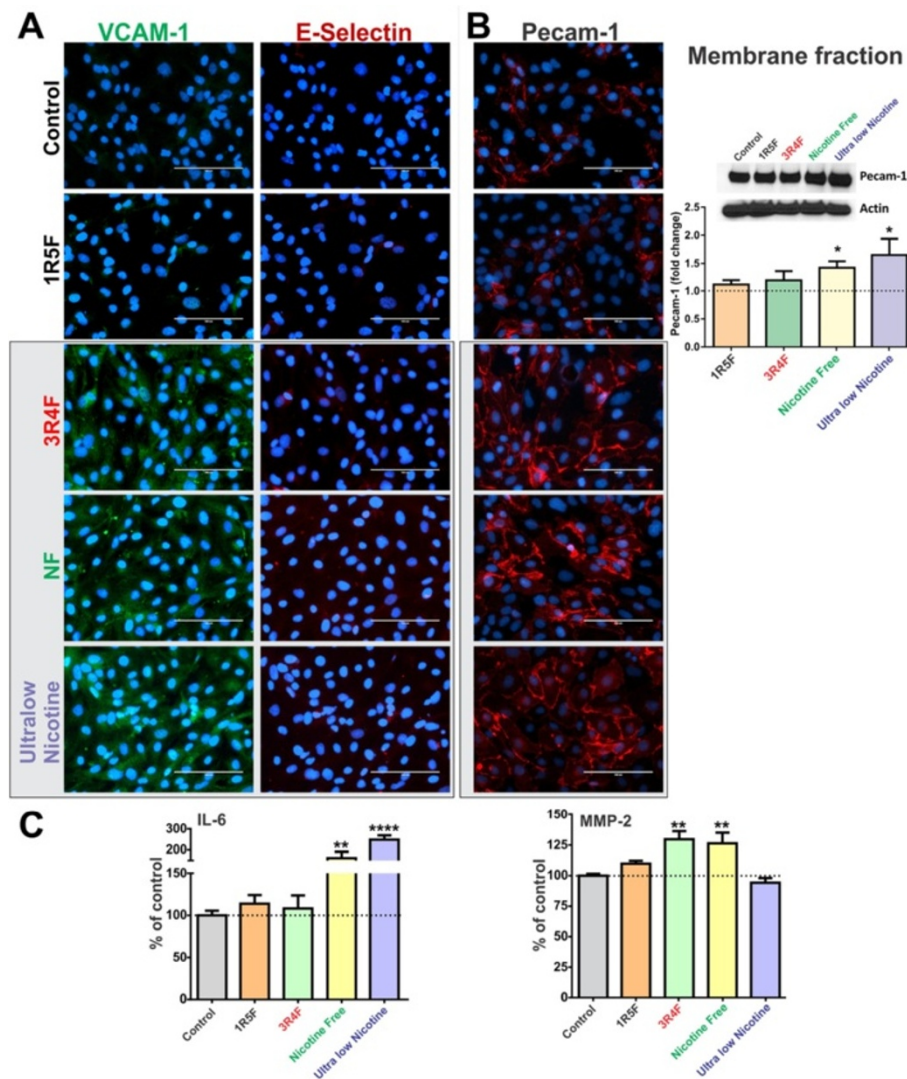 A
VCAM-1
E-Selectin
Control
1R5F
3R4F
NF
Ultralow
Nicotine
B
Pecam-1
Membrane fraction
Control
1R5F
3R4F
Nicotine Free
Ultra low Nicotine
Pecam-1
Actin
Pecam-1 (fold change)
2.5
2.0
1.5
1.0
0.5
0.0
*
*
1R5F
3R4F
Nicotine Free
Ultra low Nicotine
C
IL-6
% of control
300
200
150
100
50
0
**
****
Control
1R5F
3R4F
Nicotine Free
Ultra low Nicotine
MMP-2
% of control
150
125
100
75
50
25
0
**
**
Control
1R5F
3R4F
Nicotine Free
Ultra low Nicotine